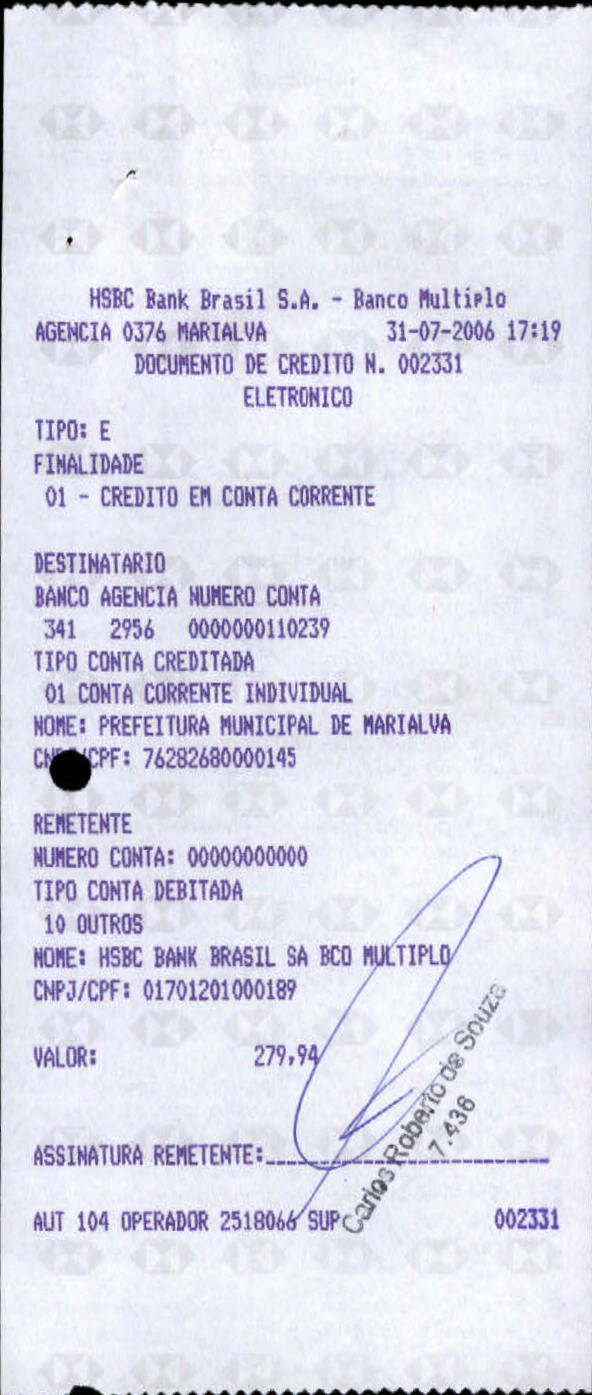 HSBC Bank Brasil S.A. - Banco Multiplo
AGENCIA 0376 MARIALVA 31-07-2006 17:19
DOCUMENTO DE CREDITO N. 002331
ELETRONICO
TIPO: E
FINALIDADE
01 - CREDITO EM CONTA CORRENTE
DESTINATARIO
BANCO AGENCIA NUMERO CONTA
341 2956 0000000110239
TIPO CONTA CREDITADA
01 CONTA CORRENTE INDIVIDUAL
NOME: PREFEITURA MUNICIPAL DE MARIALVA
CNPJ/CPF: 76282680000145
REMETENTE
NUMERO CONTA: 00000000000
TIPO CONTA DEBITADA
10 OUTROS
NOME: HSBC BANK BRASIL SA BCO MULTIPLO
CNPJ/CPF: 01701201000189
VALOR: 279,94
ASSINATURA REMETENTE:
Carlos Roberto de Souza
7.436
AUT 104 OPERADOR 2518066 SUP 002331